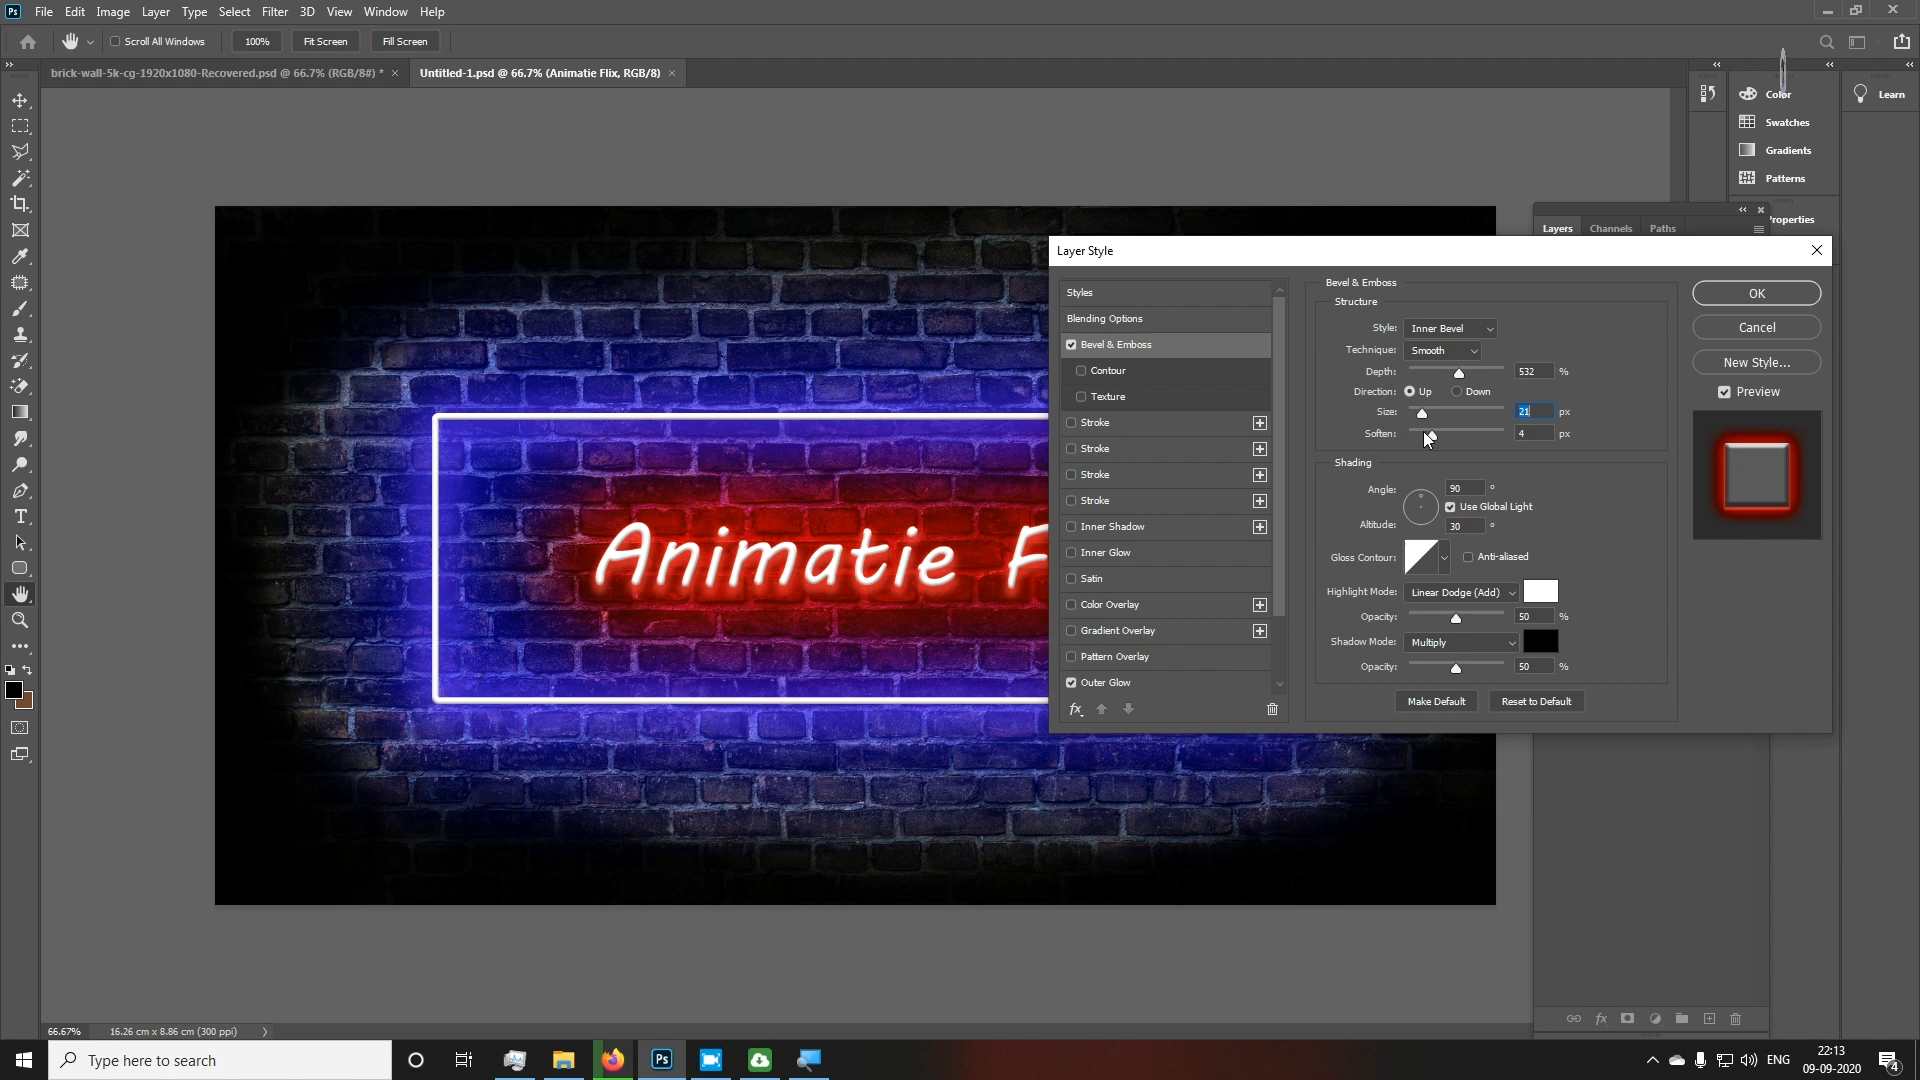 Ps File Edit Image Layer Type Select Filter 3D View Window Help
Scroll All Windows 100% Fit Screen Fill Screen
brick-wall-5k-cg-1920x1080-Recovered.psd @ 66.7% (RGB/8#) * ×
Untitled-1.psd @ 66.7% (Animatie Flix, RGB/8) ×
Color
Swatches
Gradients
Patterns
Properties
Learn
Layers Channels Paths
Layer Style
Styles
Blending Options
Bevel & Emboss
Contour
Texture
Stroke
Stroke
Stroke
Stroke
Inner Shadow
Inner Glow
Satin
Color Overlay
Gradient Overlay
Pattern Overlay
Outer Glow
fx
Bevel & Emboss
Structure
Style: Inner Bevel
Technique: Smooth
Depth: 532 %
Direction: Up Down
Size: 21 px
Soften: 4 px
Shading
Angle: 90 °
Use Global Light
Altitude: 30 °
Gloss Contour: Anti-aliased
Highlight Mode: Linear Dodge (Add)
Opacity: 50 %
Shadow Mode: Multiply
Opacity: 50 %
Make Default Reset to Default
OK
Cancel
New Style...
Preview
Animatie F
T
fx
66.67% 16.26 cm x 8.86 cm (300 ppi)
Type here to search
Ps
ENG
22:13
09-09-2020
4